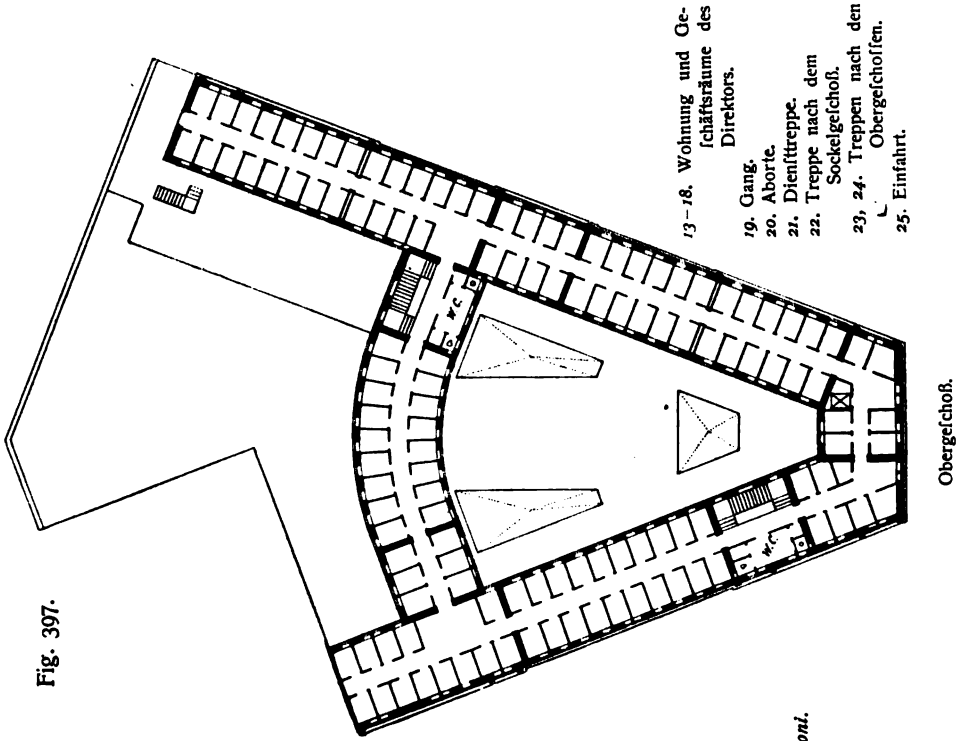 Fig. 397.
W.C.
W.C.
13–18. Wohnung und Ge-
ſchäftsräume des
Direktors.
19. Gang.
20. Aborte.
21. Dienſttreppe.
22. Treppe nach dem
Sockelgeſchoß.
23, 24. Treppen nach den
Obergeſchoſſen.
25. Einfahrt.
Obergeſchoß.